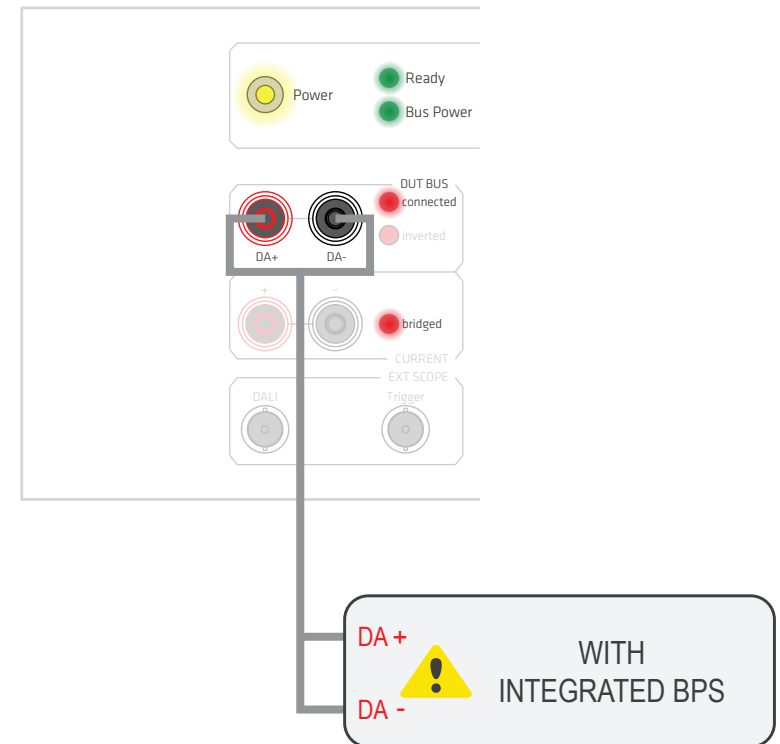 Ready
Power
Bus Power
DUT BUS
connected
inverted
DA+ DA-
+ -
bridged
CURRENT
EXT SCOPE
DALI Trigger
DA +
WITH
INTEGRATED BPS
DA -